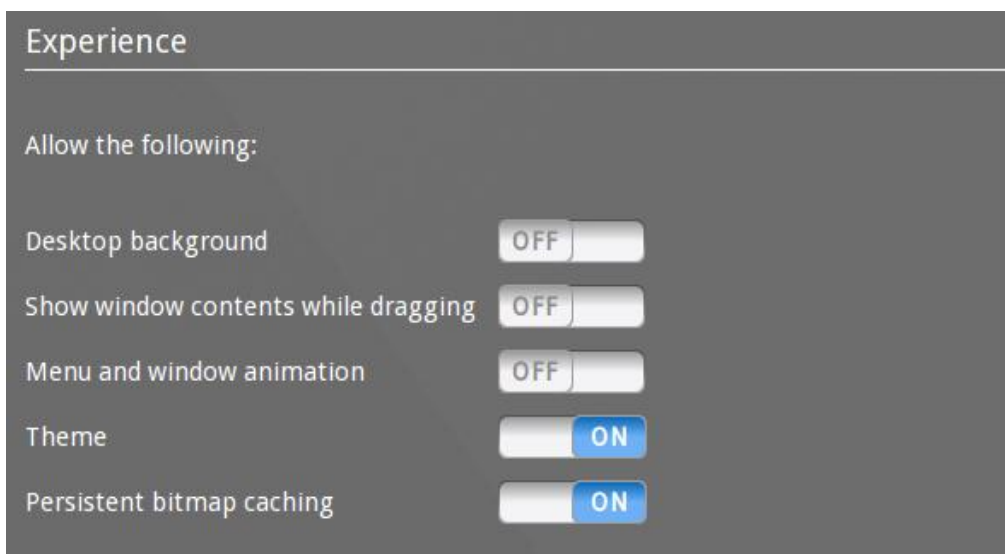 Experience
Allow the following:
Desktop background OFF
Show window contents while dragging OFF
Menu and window animation OFF
Theme ON
Persistent bitmap caching ON